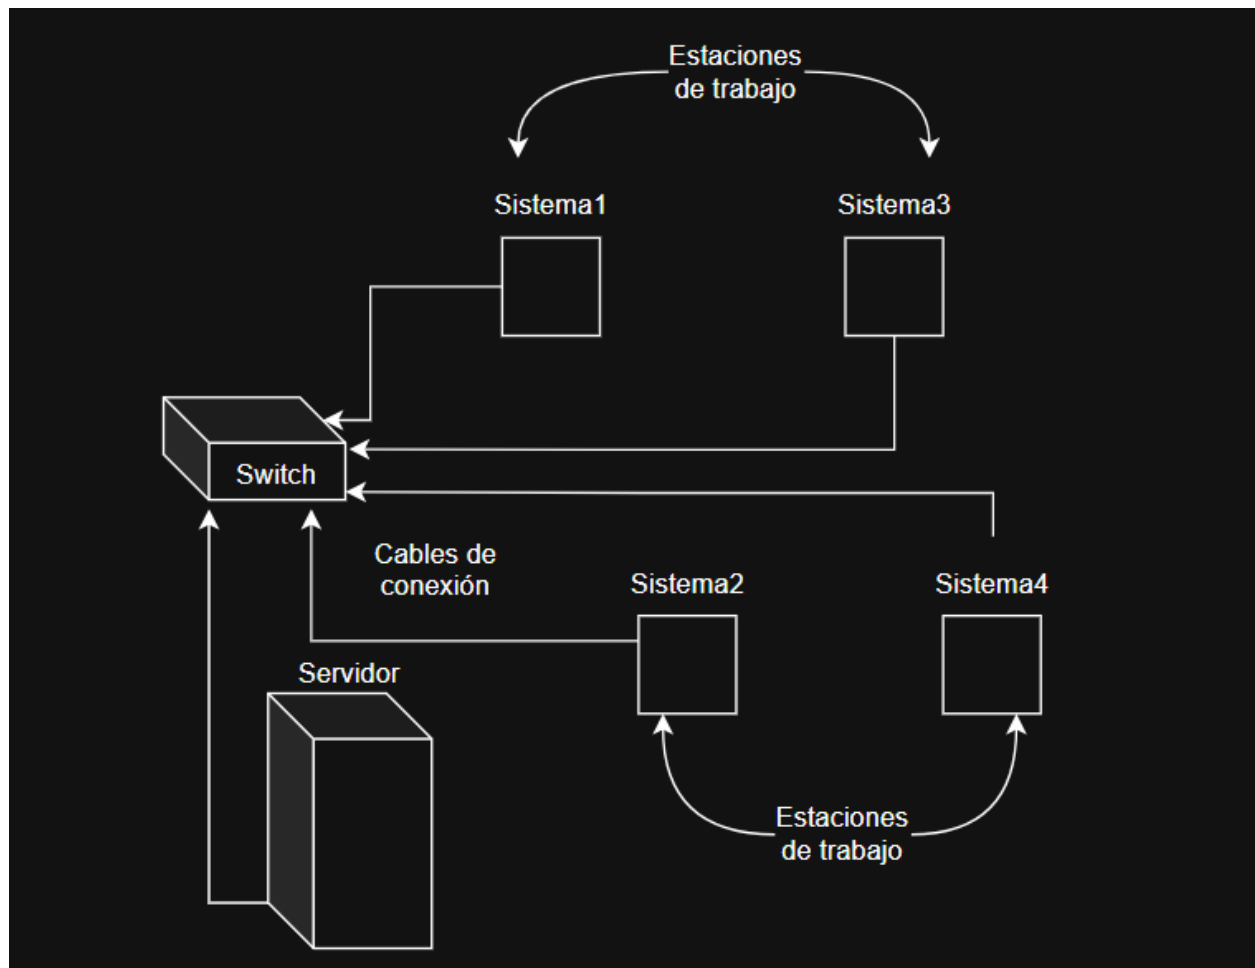 Estaciones
de trabajo
Sistema1
Sistema3
Switch
Cables de
conexión
Sistema2
Sistema4
Servidor
Estaciones
de trabajo